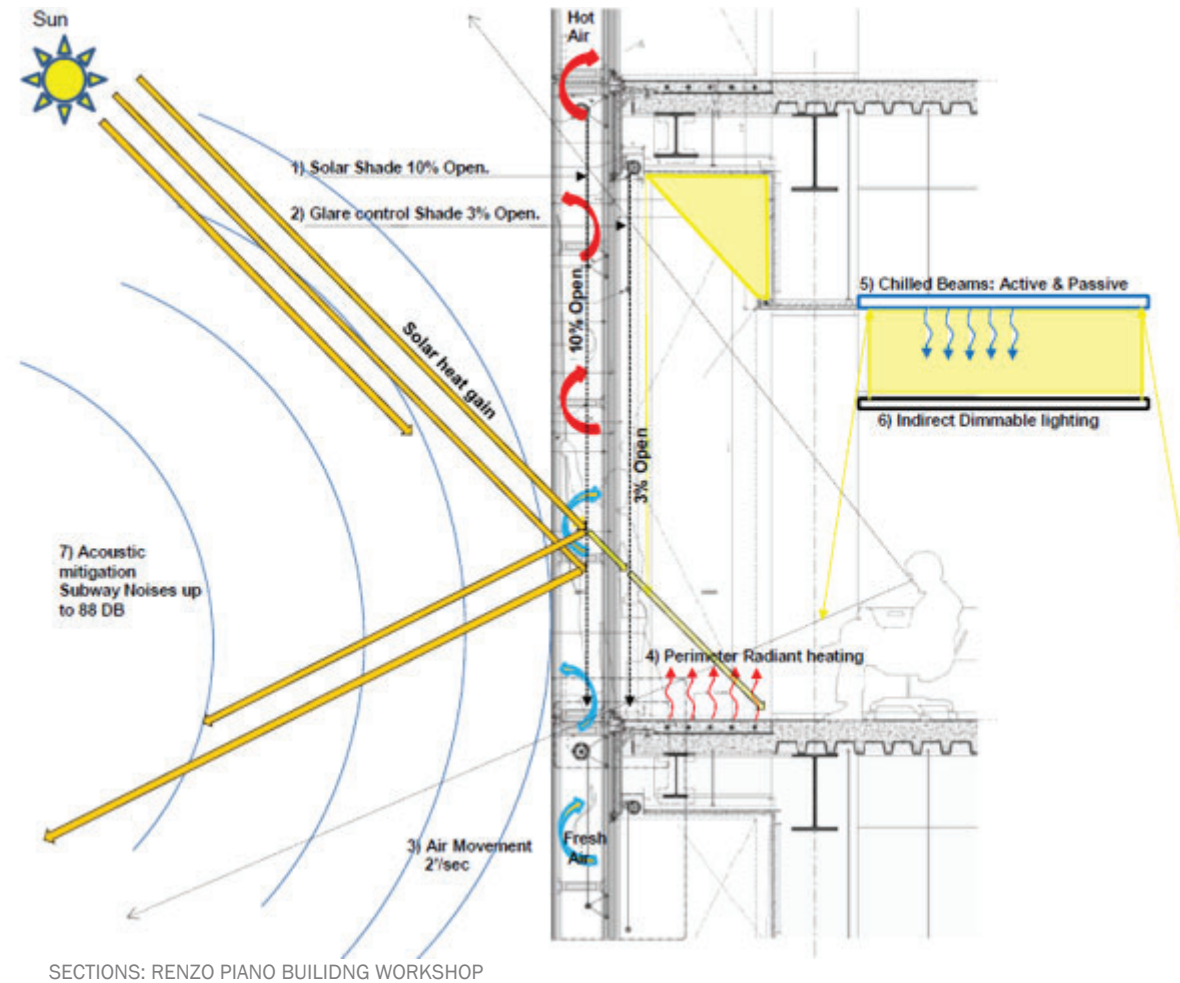 Sun
Hot
Air
1) Solar Shade 10% Open.
2) Glare control Shade 3% Open.
10% Open
Solar heat gain
5) Chilled Beams: Active & Passive
6) Indirect Dimmable lighting
3% Open
7) Acoustic
mitigation
Subway Noises up
to 88 DB
4) Perimeter Radiant heating
3) Air Movement
2'/sec
Fresh
Air
SECTIONS: RENZO PIANO BUILIDNG WORKSHOP